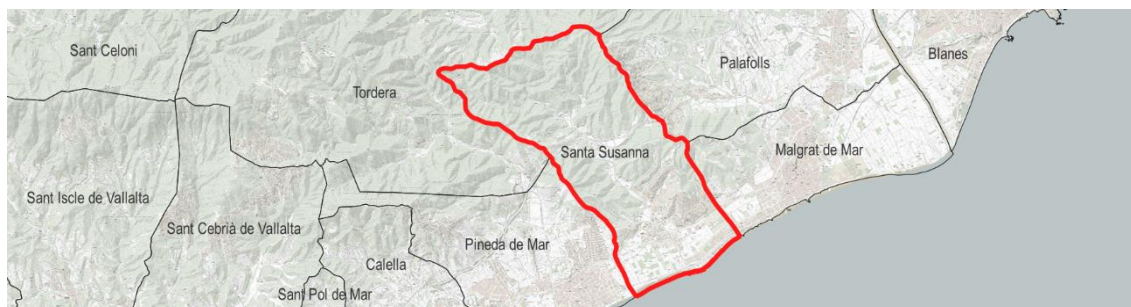 Sant Celoni
Blanes
Palafolls
Tordera
Santa Susanna
Malgrat de Mar
Sant Iscle de Vallalta
Sant Cebrià de Vallalta
Pineda de Mar
Calella
Sant Pol de Mar